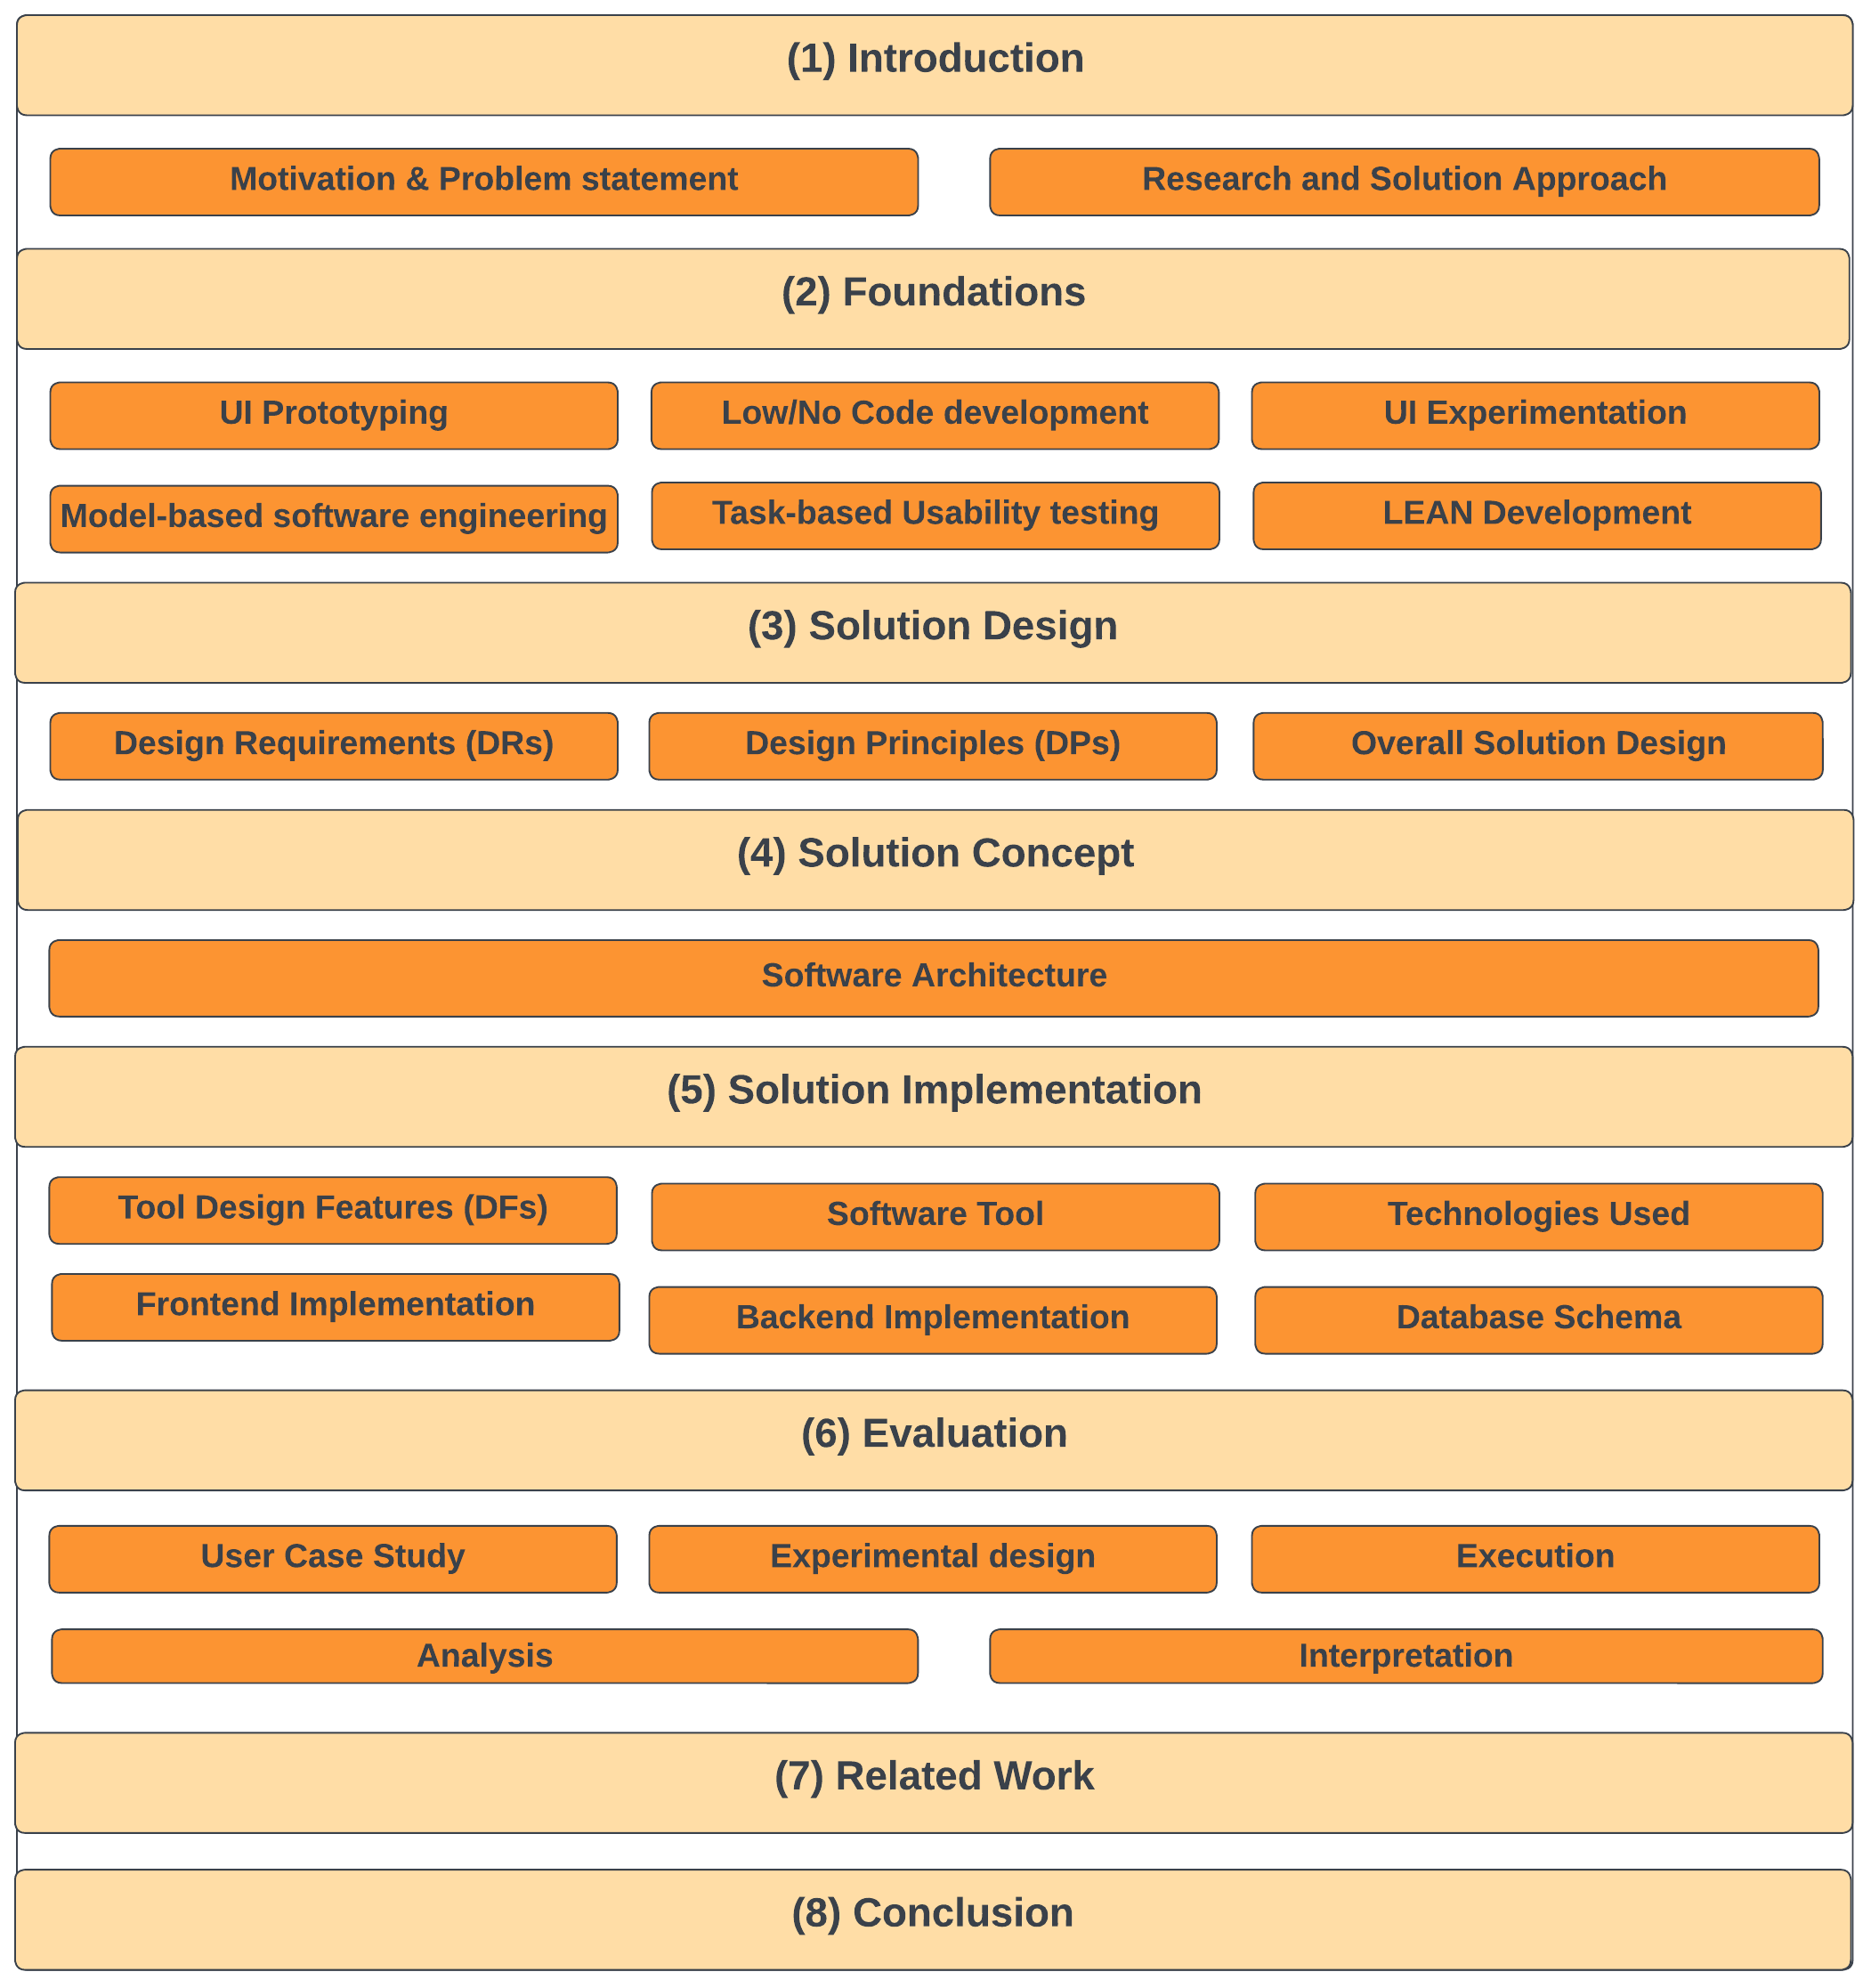 (1) Introduction
Motivation & Problem statement
Research and Solution Approach
(2) Foundations
UI Prototyping
Low/No Code development
UI Experimentation
Model-based software engineering
Task-based Usability testing
LEAN Development
(3) Solution Design
Design Requirements (DRs)
Design Principles (DPs)
Overall Solution Design
(4) Solution Concept
Software Architecture
(5) Solution Implementation
Tool Design Features (DFs)
Software Tool
Technologies Used
Frontend Implementation
Backend Implementation
Database Schema
(6) Evaluation
User Case Study
Experimental design
Execution
Analysis
Interpretation
(7) Related Work
(8) Conclusion